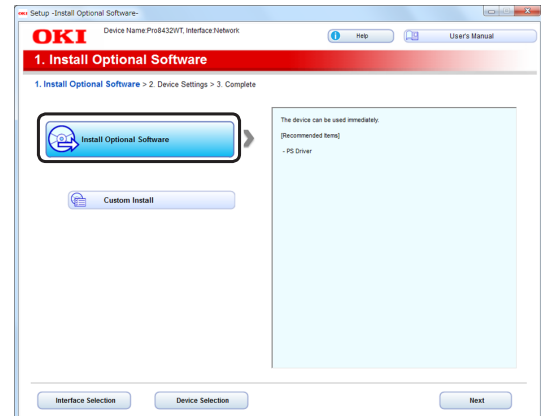 OKI Setup -Install Optional Software-
OKI Device Name:Pro8432WT, Interface:Network
Help
User's Manual
1. Install Optional Software
1. Install Optional Software > 2. Device Settings > 3. Complete
Install Optional Software
Custom Install
The device can be used immediately.
[Recommended Items]
- PS Driver
Interface Selection
Device Selection
Next